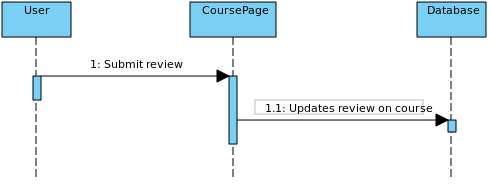 User
CoursePage
Database
1: Submit review
1.1: Updates review on course